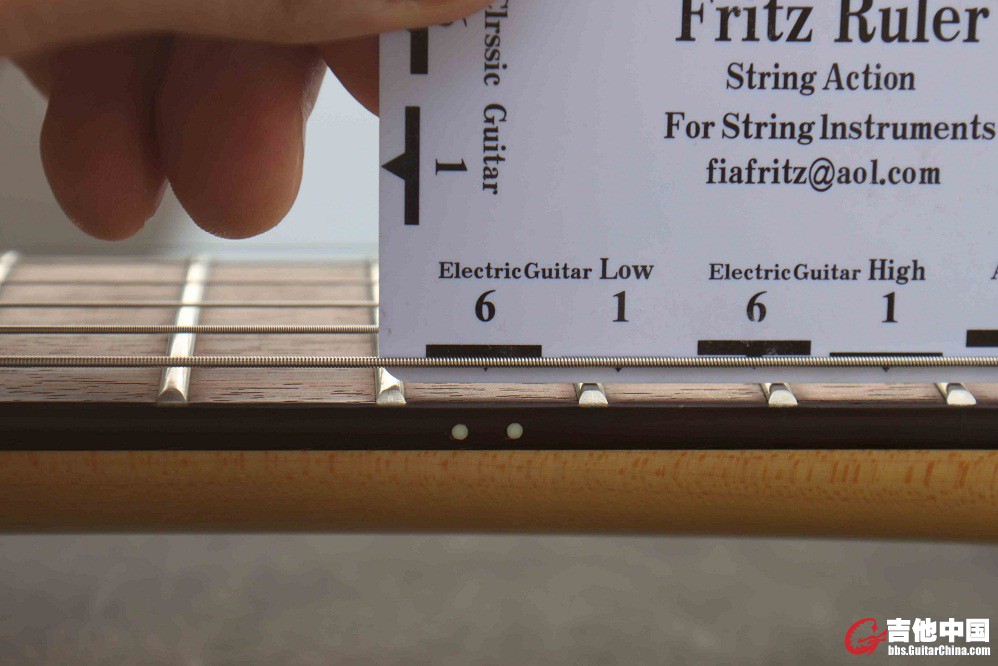 Fritz Ruler
String Action
For String Instruments
fiafritz@aol.com
Clrssic Guitar
1
Electric Guitar Low
6 1
Electric Guitar High
6 1
吉他中国
bbs.GuitarChina.com